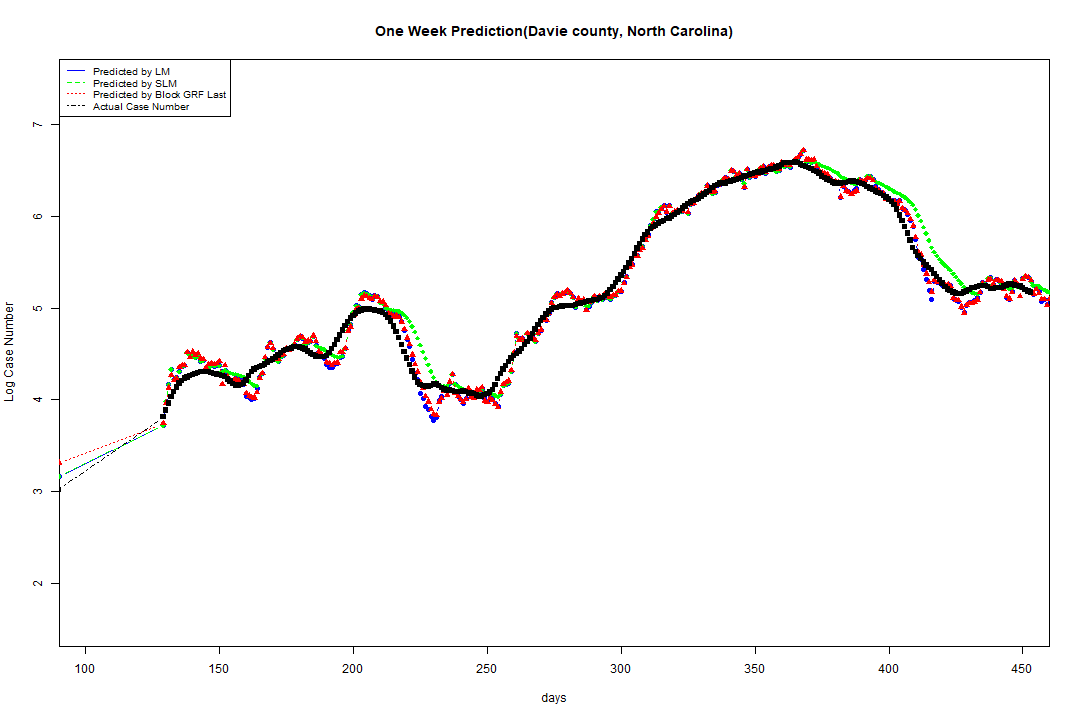 One Week Prediction(Davie county, North Carolina)
Predicted by LM
Predicted by SLM
Predicted by Block GRF Last
Actual Case Number
Log Case Number
7
6
5
4
3
2
100 150 200 250 300 350 400 450
days